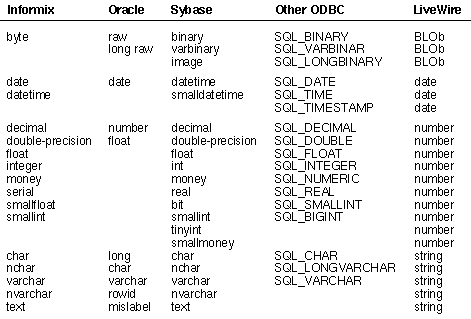 Informix Oracle Sybase Other ODBC LiveWire
byte raw binary SQL_BINARY BLOb
long raw varbinary SQL_VARBINAR BLOb
image SQL_LONGBINARY BLOb
date date datetime SQL_DATE date
datetime smalldatetime SQL_TIME date
SQL_TIMESTAMP date
decimal number decimal SQL_DECIMAL number
double-precision float double-precision SQL_DOUBLE number
float float SQL_FLOAT number
integer int SQL_INTEGER number
money money SQL_NUMERIC number
serial real SQL_REAL number
smallfloat bit SQL_SMALLINT number
smallint smallint SQL_BIGINT number
tinyint number
smallmoney number
char long char SQL_CHAR string
nchar char nchar SQL_LONGVARCHAR string
varchar varchar varchar SQL_VARCHAR string
nvarchar rowid nvarchar string
text mislabel text string